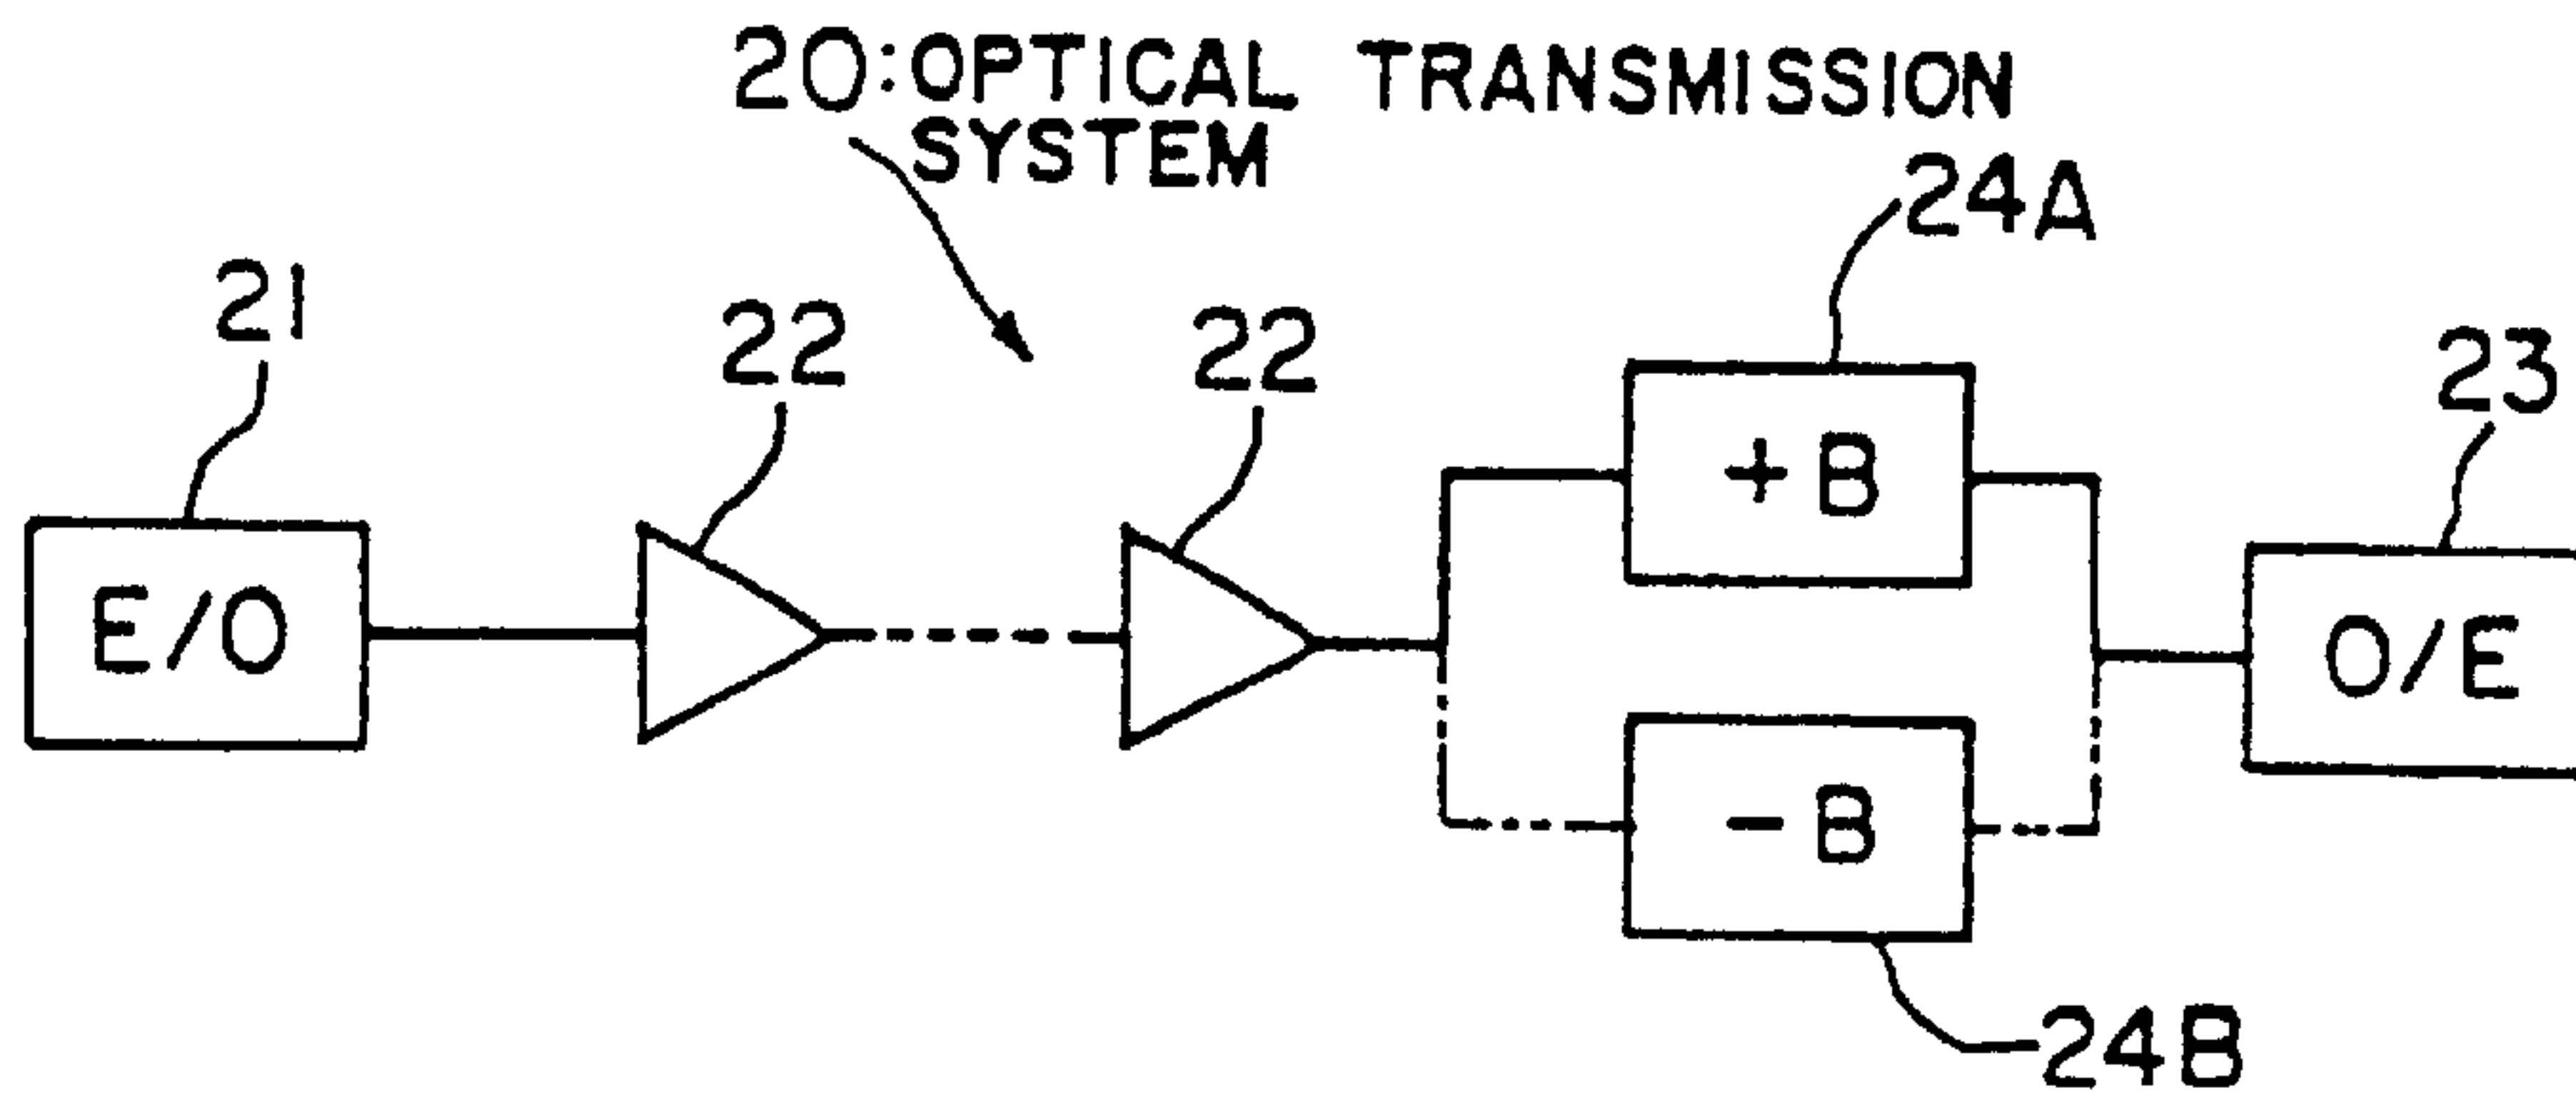 20:OPTICAL TRANSMISSION
SYSTEM
24A
21
22
22
23
+B
E/O
O/E
-B
24B